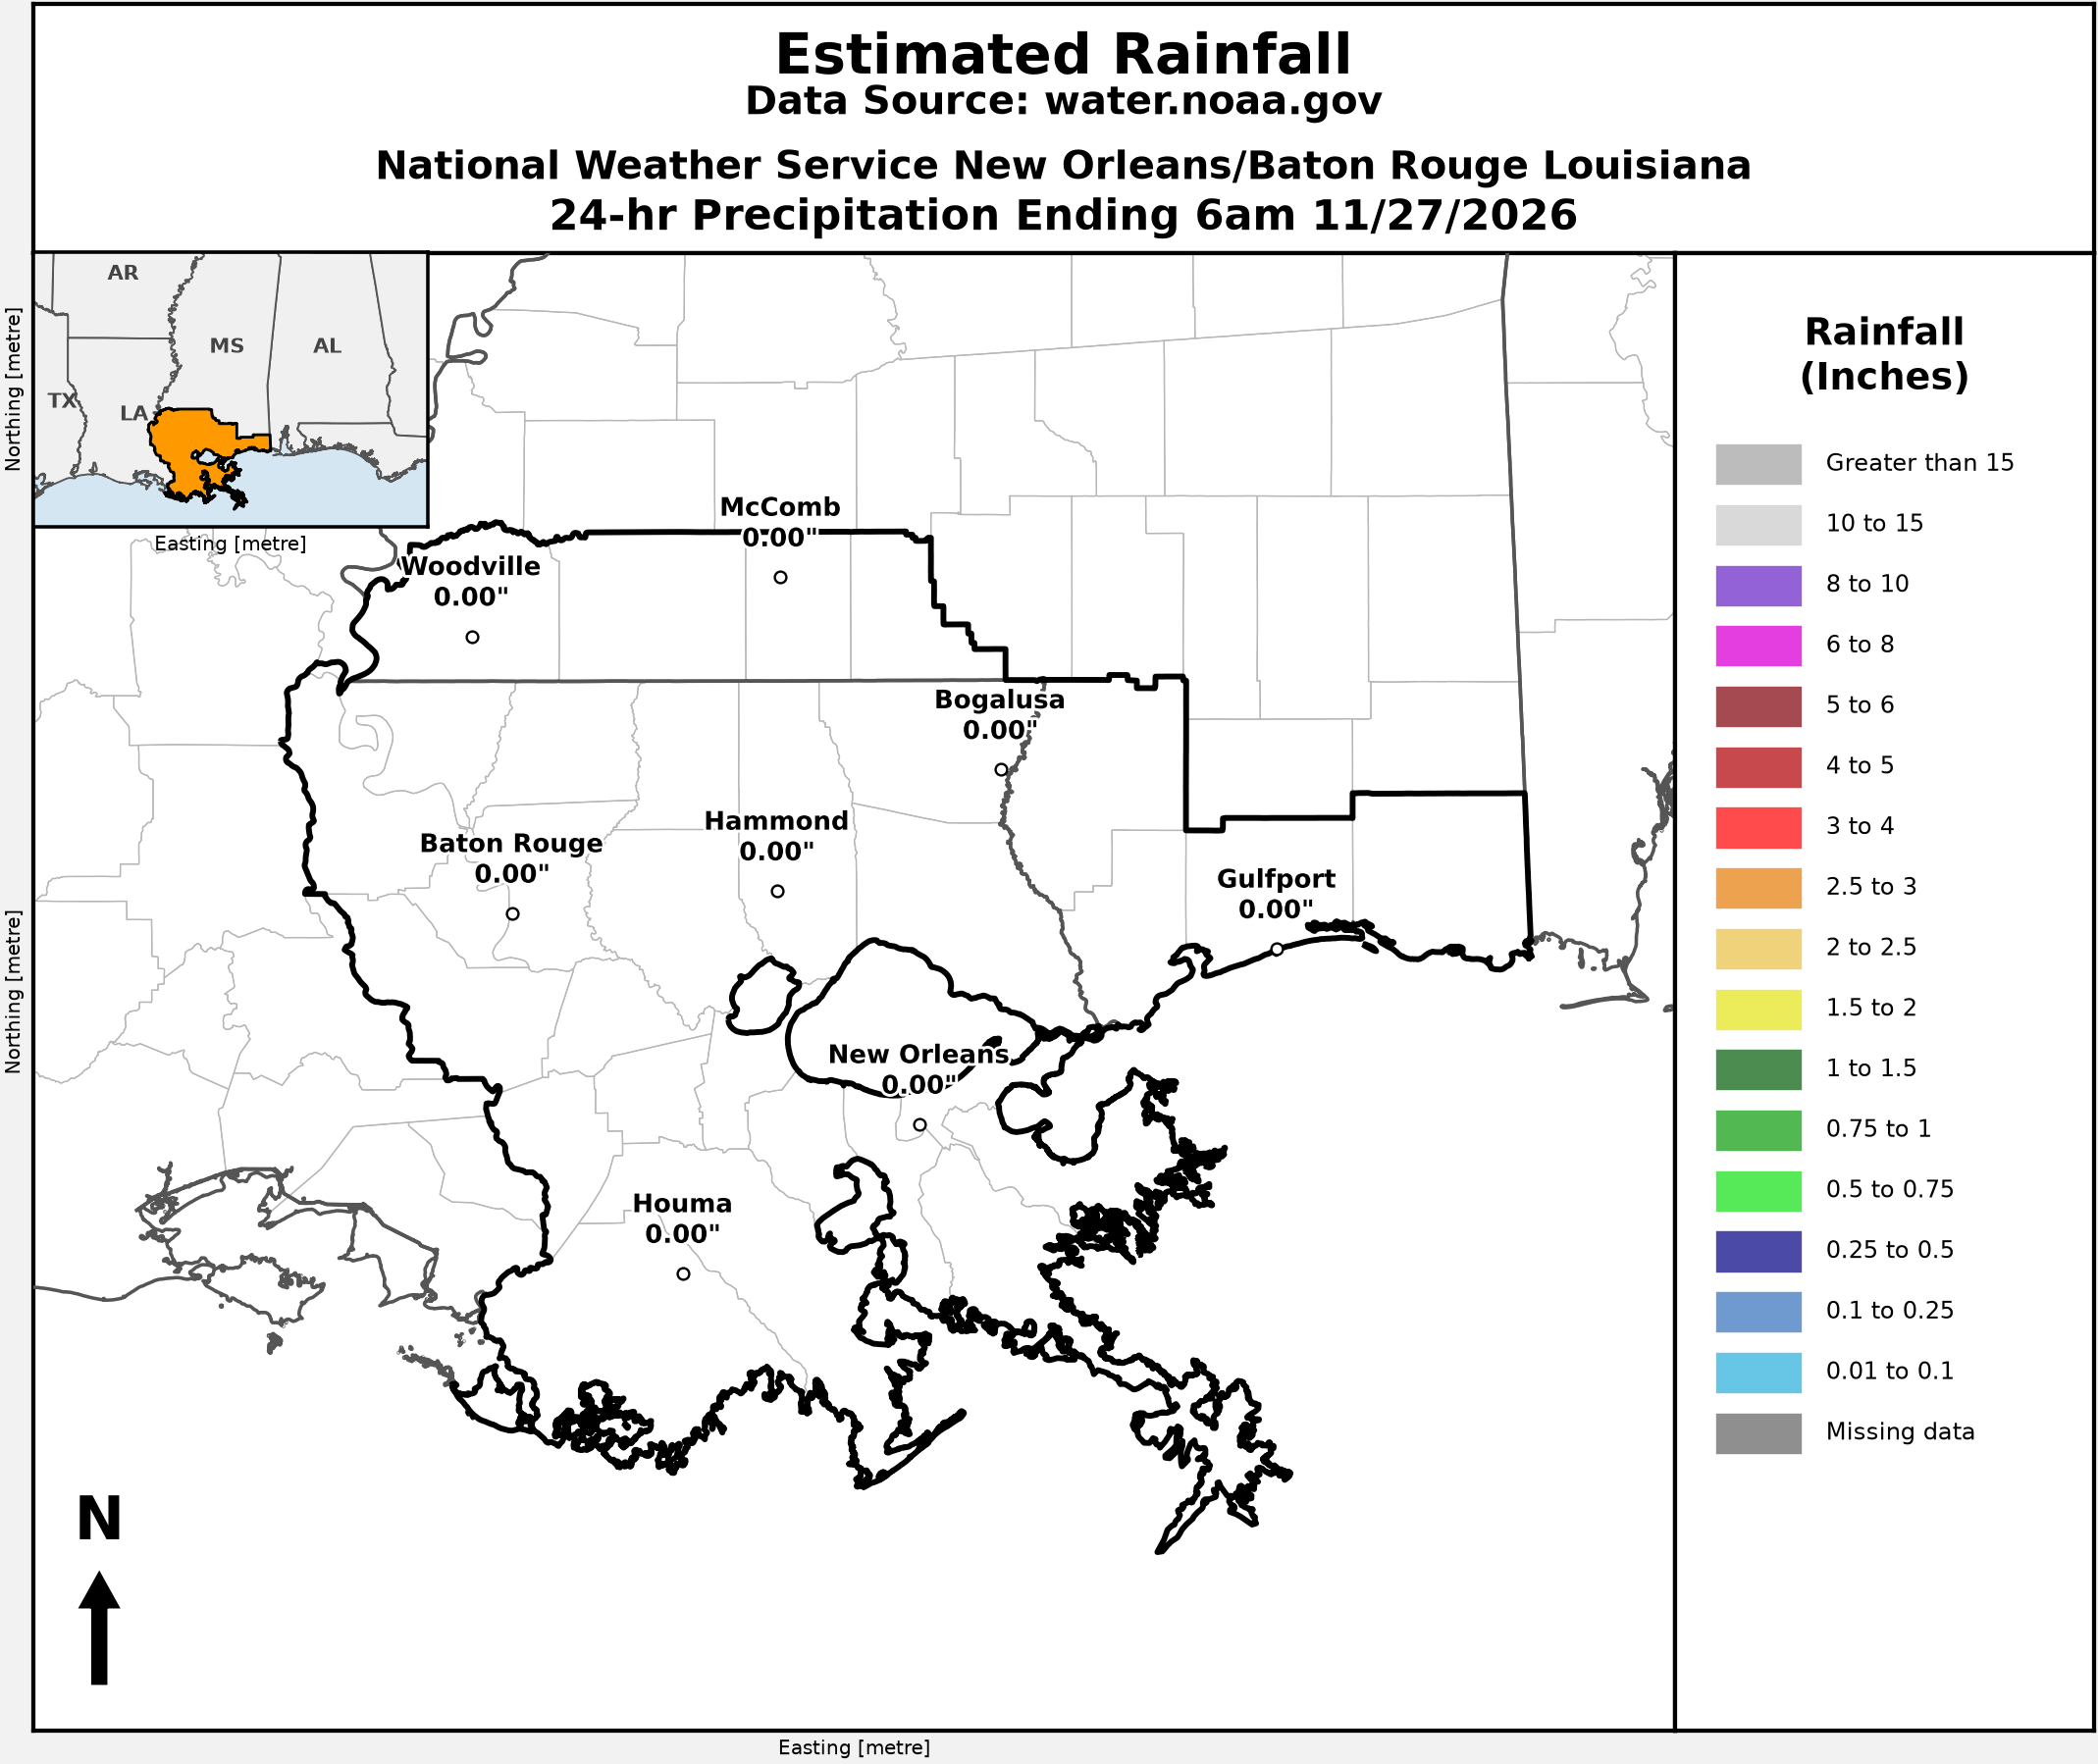 Estimated Rainfall
Data Source: water.noaa.gov
National Weather Service New Orleans/Baton Rouge Louisiana
24-hr Precipitation Ending 6am 11/27/2026
AR
MS
AL
TX
LA
Northing [metre]
Easting [metre]
McComb
0.00"
Woodville
0.00"
Bogalusa
0.00"
Hammond
0.00"
Baton Rouge
0.00"
Gulfport
0.00"
New Orleans
0.00"
Houma
0.00"
N
Northing [metre]
Easting [metre]
Rainfall
(Inches)
Greater than 15
10 to 15
8 to 10
6 to 8
5 to 6
4 to 5
3 to 4
2.5 to 3
2 to 2.5
1.5 to 2
1 to 1.5
0.75 to 1
0.5 to 0.75
0.25 to 0.5
0.1 to 0.25
0.01 to 0.1
Missing data